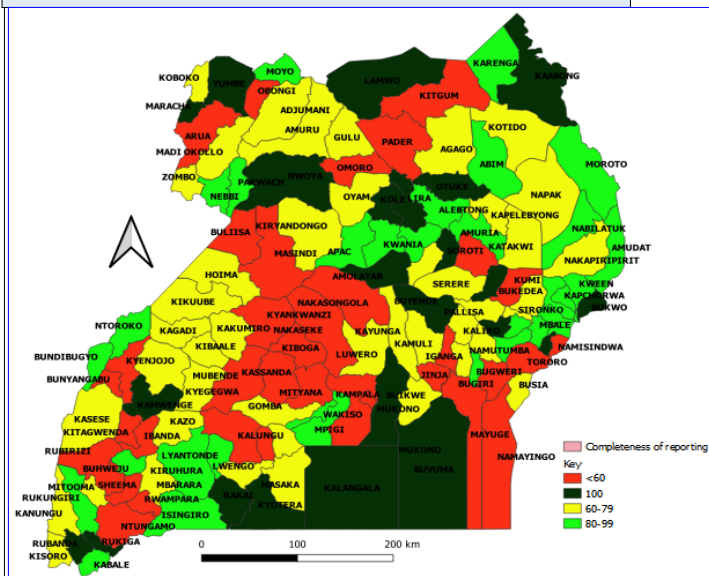 KOBOKO
YUMBE
MOYO
OBONGI
MARACHA
ADJUMANI
ARUA
AMURU
MADI OKOLLO
GULU
ZOMBO
LAMWO
KITGUM
KARENGA
KAABONG
PADER
KOTIDO
AGAGO
ABIM
MOROTO
OMORO
NWOYA
PAKWACH
NEBBI
OYAM
KOLE
LIRA
OTUKE
NAPAK
ALEBTONG
KAPELEBYONG
BULIISA
KIRYANDONGO
AMURIA
NABILATUK
MASINDI
APAC
KWANIA
SOROTI
KATAKWI
AMUDAT
NAKAPIRIPIRIT
HOIMA
AMOLATAR
SERERE
KUMI
BUKEDEA
KWEEN
KAPCHORWA
KIKUUBE
NAKASONGOLA
BUYENDE
BUKWO
NTOROKO
KYANKWANZI
PALLISA
SIRONKO
KAGADI
KAKUMIRO
NAKASEKE
KAYUNGA
KALIRO
MBALE
BUNDIBUGYO
KYENJOJO
KIBAALE
KIBOGA
LUWERO
KAMULI
IGANGA
NAMUTUMBA
NAMISINDWA
BUNYANGABU
MUBENDE
KASSANDA
TORORO
BUGWERI
KYEGEGWA
MITYANA
KAMPALA
JINJA
BUGIRI
BUSIA
KAMWENGE
GOMBA
BUIKWE
MUKONO
KASESE
KAZO
WAKISO
MPIGI
KITAGWENDA
IBANDA
KALUNGU
MAYUGE
RUBIRIZI
LYANTONDE
MUKONO
NAMAYINGO
BUHWEJU
KIRUHURA
LWENGO
BUVUMA
MITOOMA
SHEEMA
MBARARA
MASAKA
KALANGALA
RUKUNGIRI
RWAMPARA
RAKAI
KYOTERA
KANUNGU
ISINGIRO
NTUNGAMO
RUBANDA
RUKIGA
KISORO
KABALE
Completeness of reporting
Key
<60
100
60-79
80-99
0 100 200 km